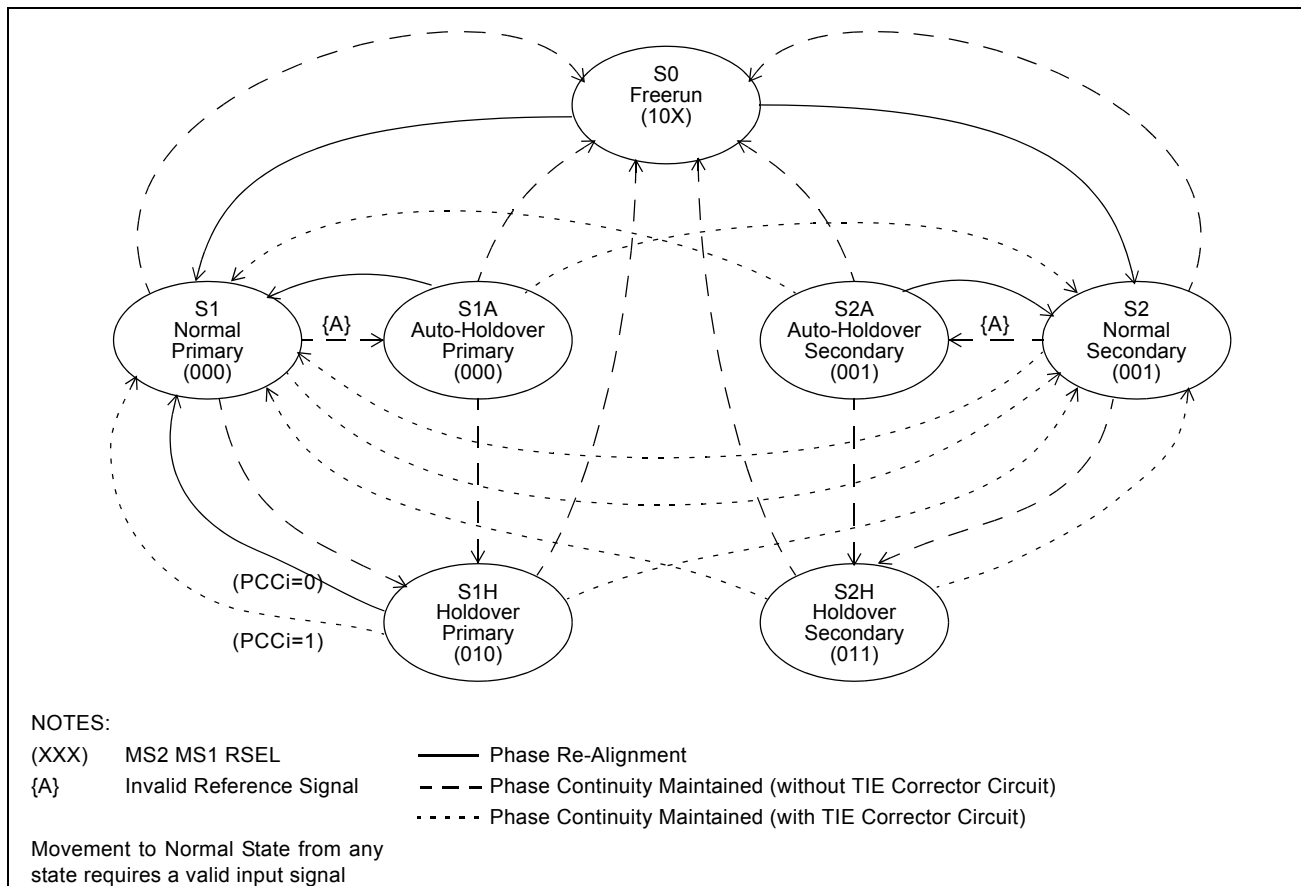 S0
Freerun
(10X)
S1
Normal
Primary
(000)
{A}
S1A
Auto-Holdover
Primary
(000)
S2A
Auto-Holdover
Secondary
(001)
{A}
S2
Normal
Secondary
(001)
(PCCi=0)
(PCCi=1)
S1H
Holdover
Primary
(010)
S2H
Holdover
Secondary
(011)
NOTES:
(XXX) MS2 MS1 RSEL
{A} Invalid Reference Signal
Phase Re-Alignment
Phase Continuity Maintained (without TIE Corrector Circuit)
Phase Continuity Maintained (with TIE Corrector Circuit)
Movement to Normal State from any
state requires a valid input signal